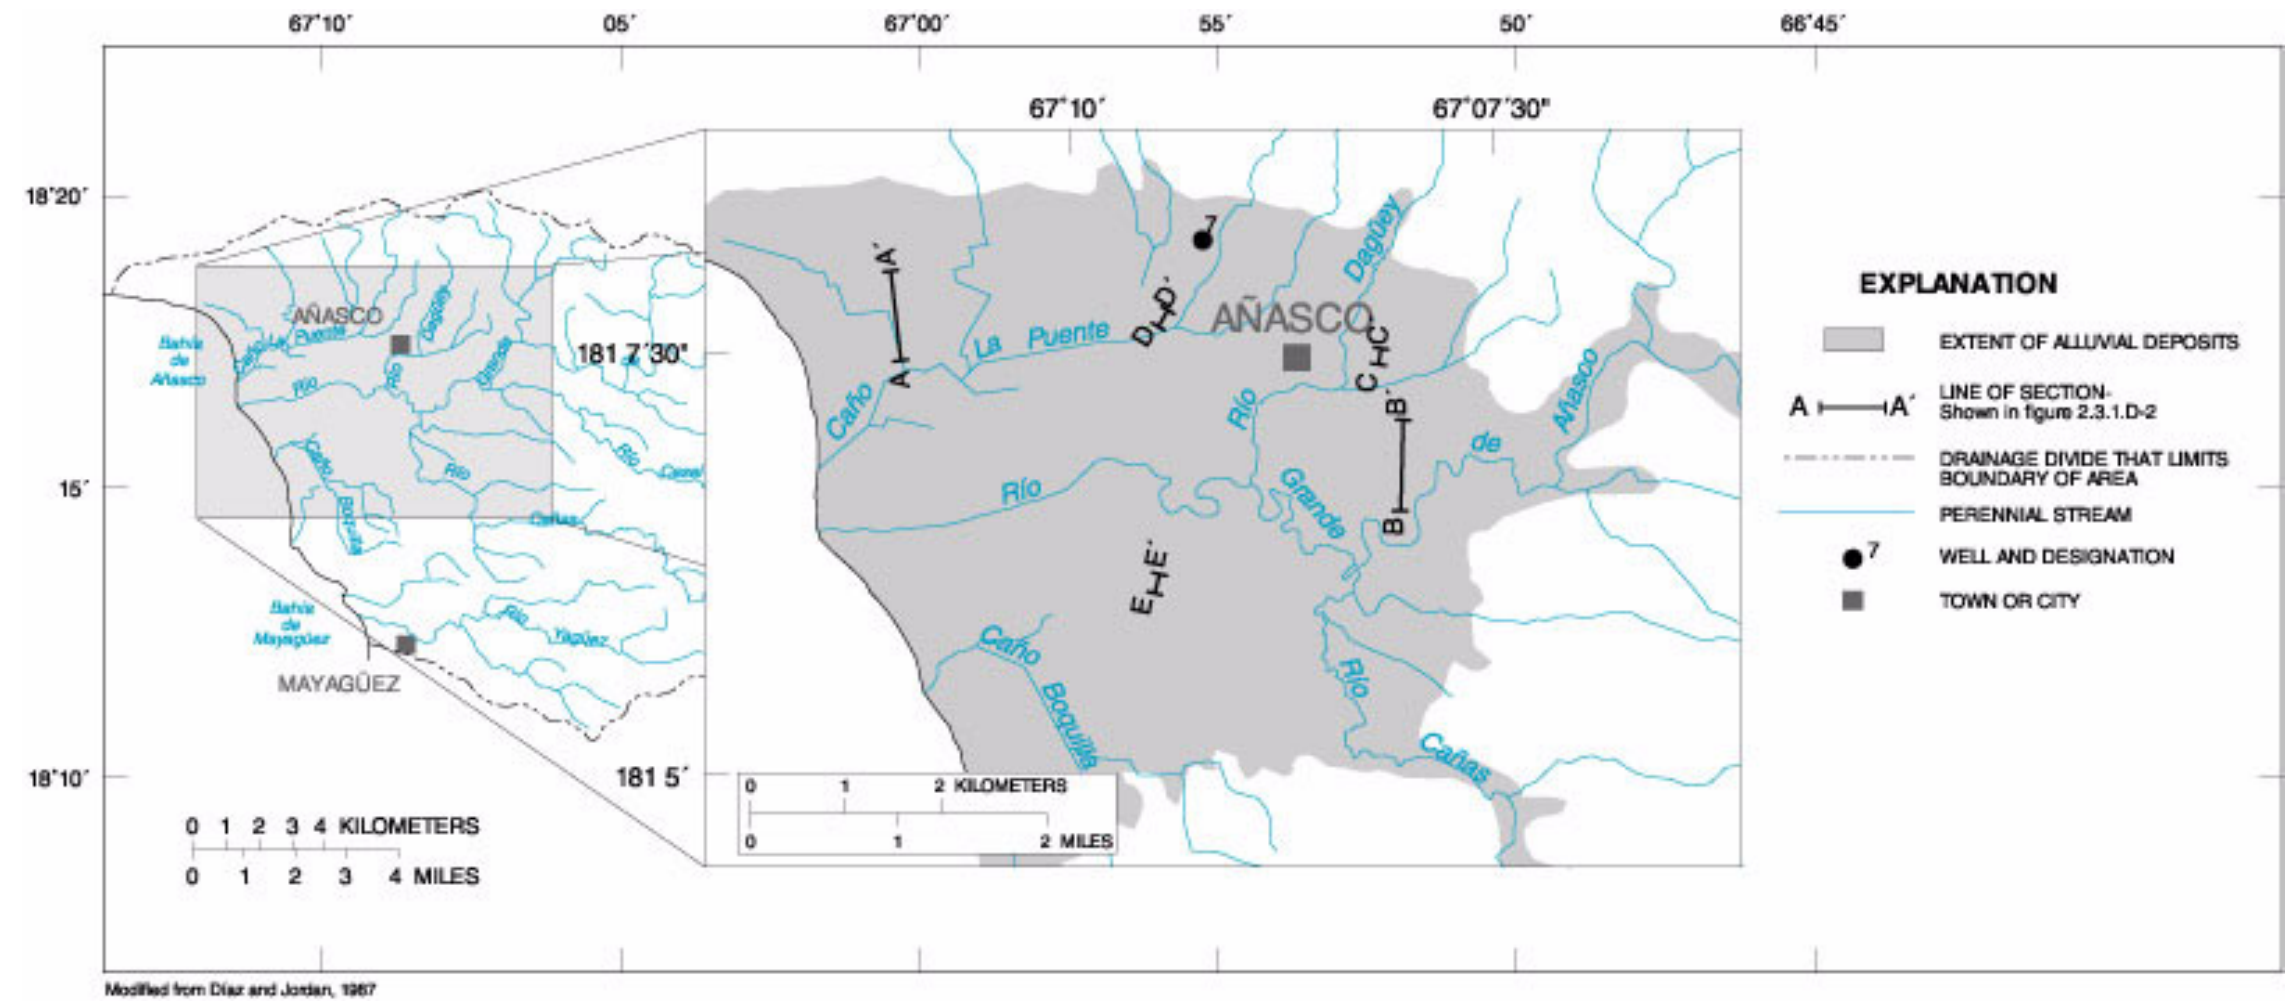 67°10´ 05´ 67°00´ 55´ 50´ 66°45´
67°10´ 67°07´30"
18°20´
15´
18°10´
181 7´30"
181 5´
AÑASCO
Bahía
de
Añasco
Caño La Puente
Dagüey
Río
Río
Grande
Caño
Boquilla
Río
Río
Cañas
Bahía
de
Mayagüez
Río
Yagüez
MAYAGÜEZ
0 1 2 3 4 KILOMETERS
0 1 2 3 4 MILES
7
A´
A
D´
D
Dagüey
AÑASCO
La Puente
Caño
C´
C
B´
B
Río
Añasco
de
Grande
Río
E´
E
Caño
Boquilla
Río
Cañas
0 1 2 KILOMETERS
0 1 2 MILES
EXPLANATION
EXTENT OF ALLUVIAL DEPOSITS
A A´ LINE OF SECTION-
Shown in figure 2.3.1.D-2
DRAINAGE DIVIDE THAT LIMITS
BOUNDARY OF AREA
PERENNIAL STREAM
7 WELL AND DESIGNATION
TOWN OR CITY
Modified from Díaz and Jordan, 1987